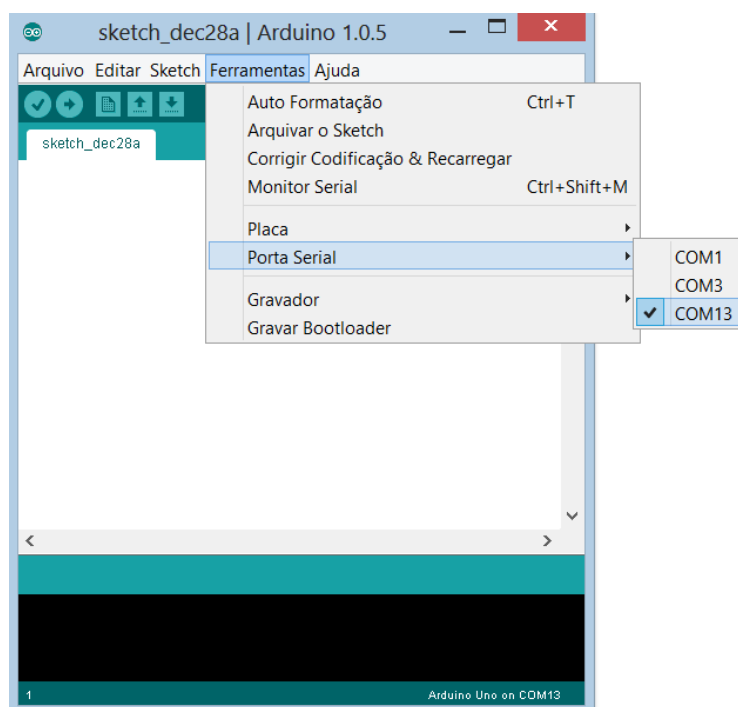 sketch_dec28a | Arduino 1.0.5
Arquivo Editar Sketch Ferramentas Ajuda
sketch_dec28a
Auto Formatação Ctrl+T
Arquivar o Sketch
Corrigir Codificação & Recarregar
Monitor Serial Ctrl+Shift+M
Placa
Porta Serial
Gravador
Gravar Bootloader
COM1
COM3
COM13
1 Arduino Uno on COM13